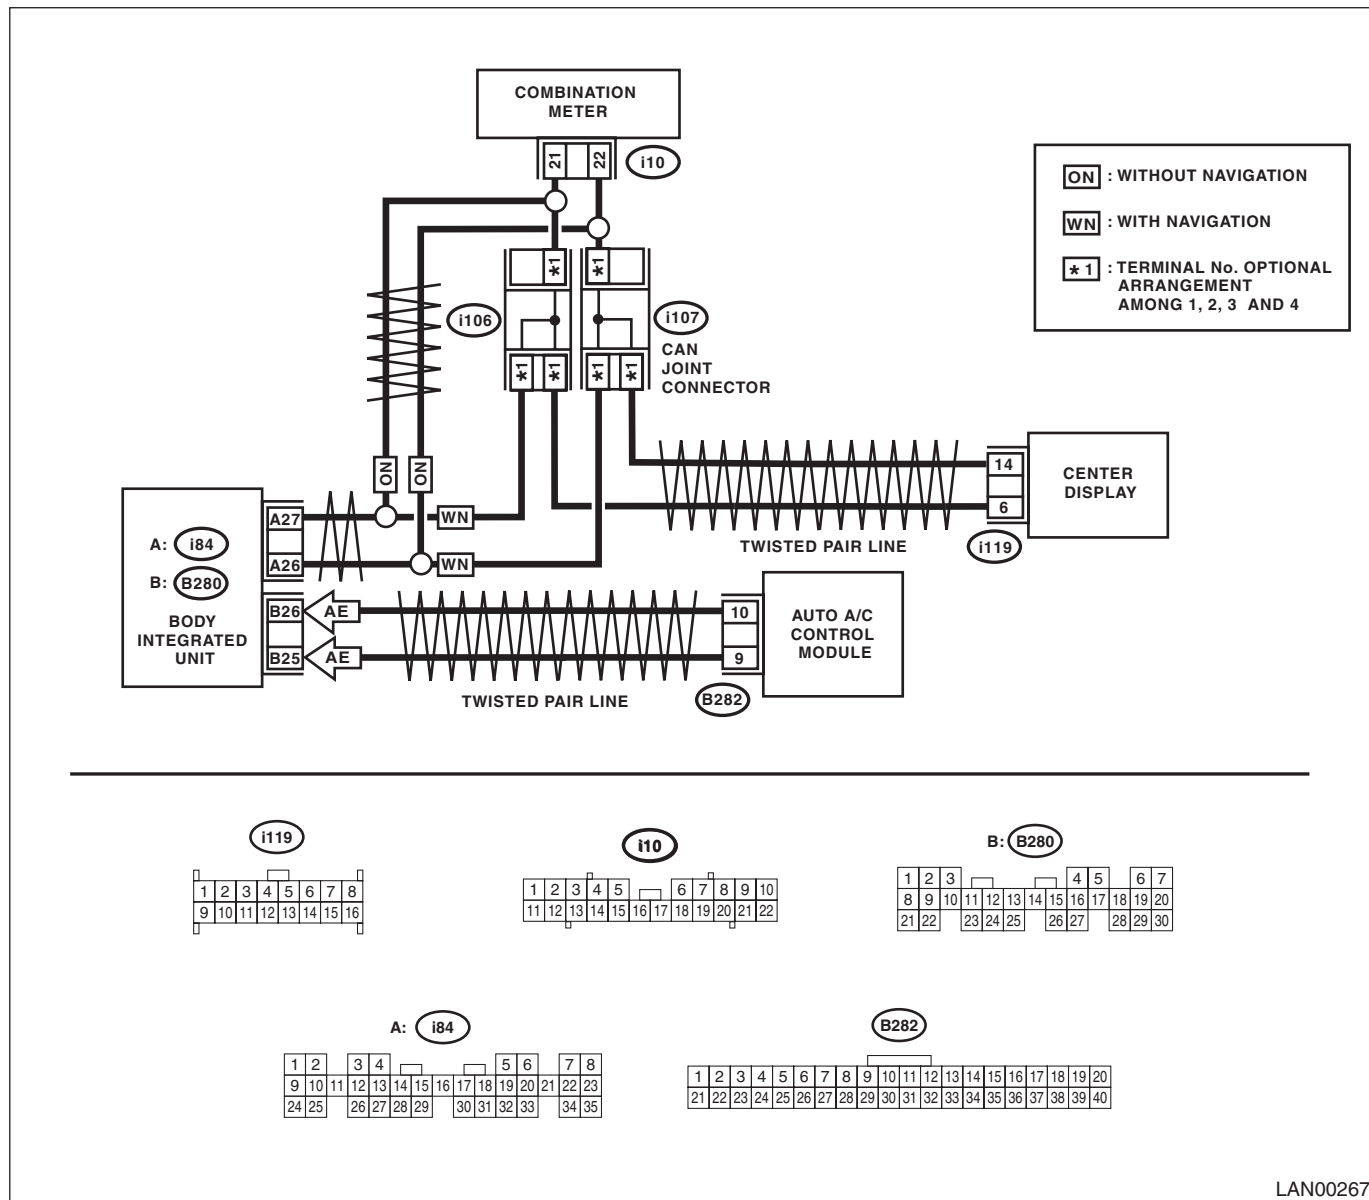 COMBINATION
METER
21 22
i10
ON : WITHOUT NAVIGATION
WN : WITH NAVIGATION
*1 : TERMINAL No. OPTIONAL
ARRANGEMENT
AMONG 1, 2, 3 AND 4
*1 *1
i106
i107
CAN
JOINT
CONNECTOR
*1 *1 *1 *1
ON ON
14
6
CENTER
DISPLAY
i119
TWISTED PAIR LINE
A27
A26
WN
WN
A: i84
B: B280
BODY
INTEGRATED
UNIT
B26
B25
AE
AE
TWISTED PAIR LINE
10
9
AUTO A/C
CONTROL
MODULE
B282
i119
1 2 3 4 5 6 7 8
9 10 11 12 13 14 15 16
i10
1 2 3 4 5 6 7 8 9 10
11 12 13 14 15 16 17 18 19 20 21 22
B: B280
1 2 3 4 5 6 7
8 9 10 11 12 13 14 15 16 17 18 19 20
21 22 23 24 25 26 27 28 29 30
A: i84
1 2 3 4 5 6 7 8
9 10 11 12 13 14 15 16 17 18 19 20 21 22 23
24 25 26 27 28 29 30 31 32 33 34 35
B282
1 2 3 4 5 6 7 8 9 10 11 12 13 14 15 16 17 18 19 20
21 22 23 24 25 26 27 28 29 30 31 32 33 34 35 36 37 38 39 40
LAN00267